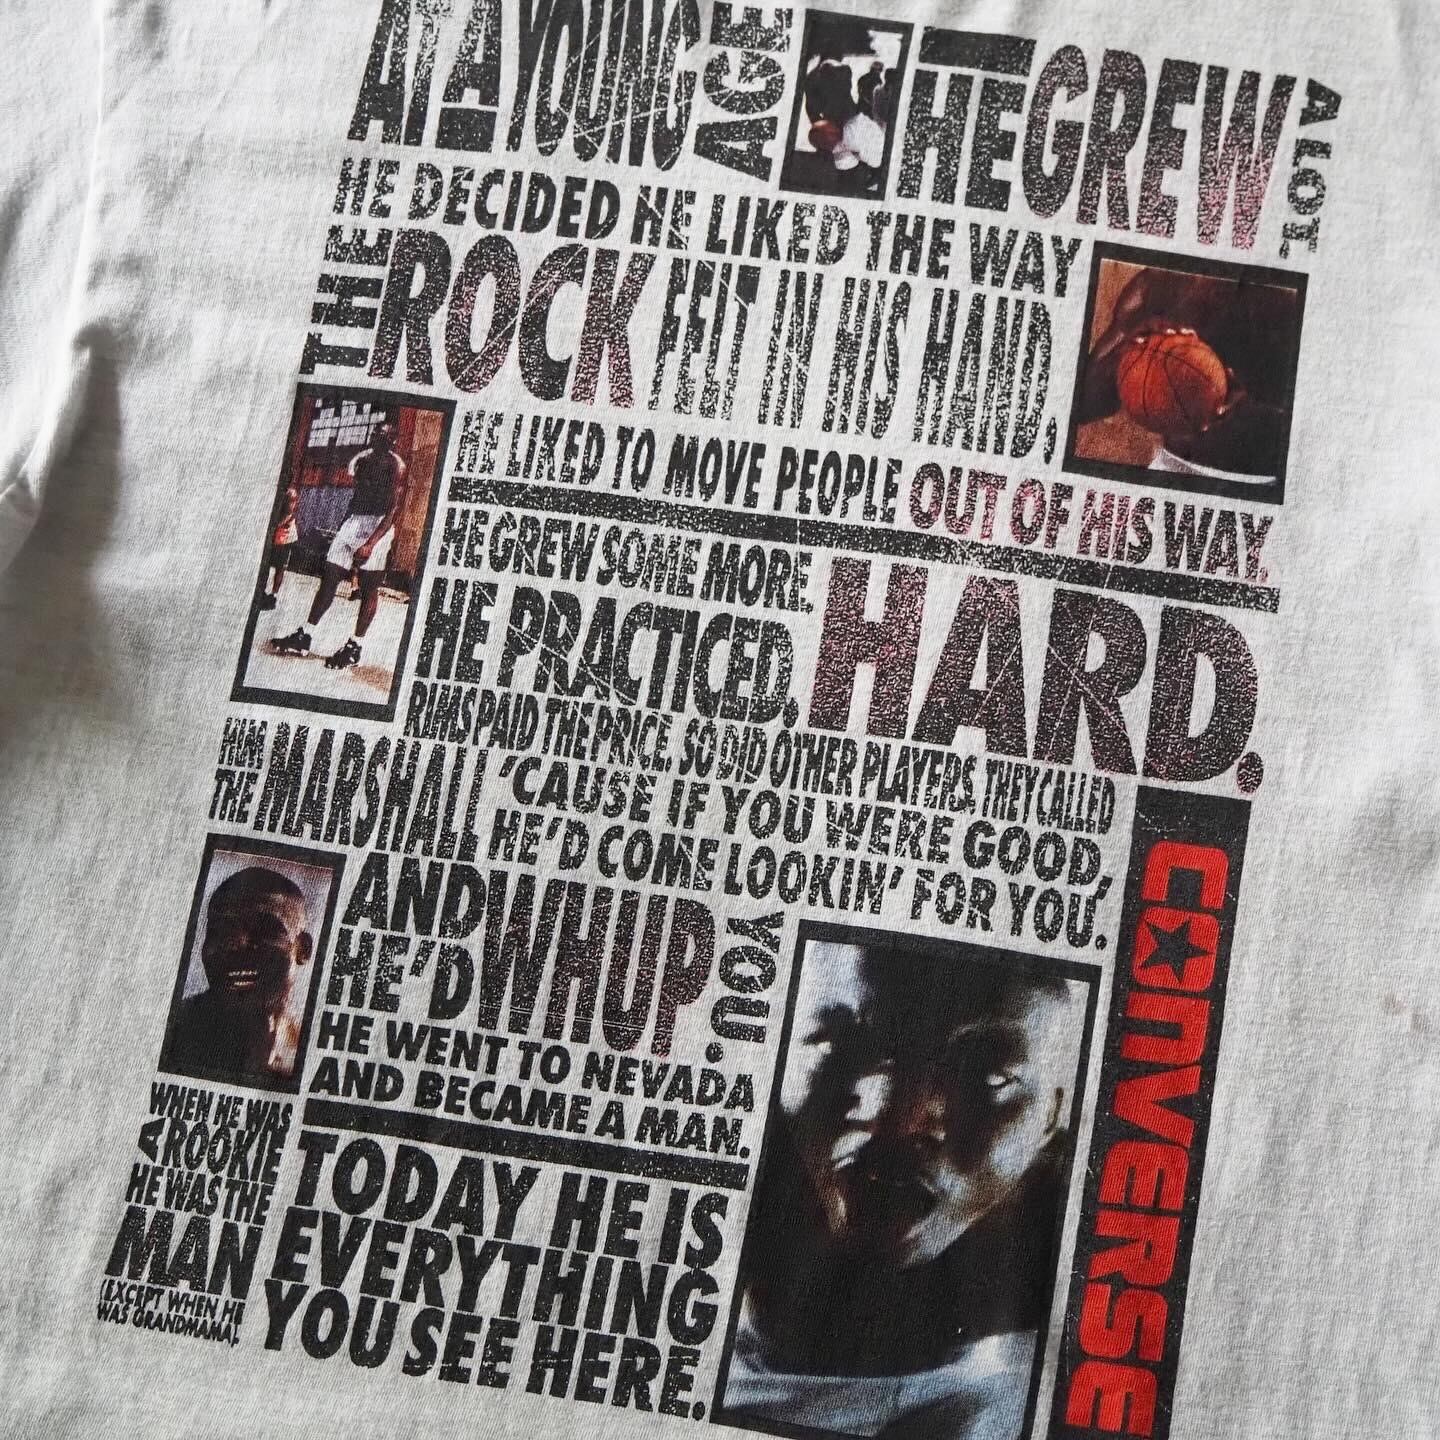 AT A YOUNG AGE HE GREW A LOT.
HE DECIDED HE LIKED THE WAY
THE ROCK FELT IN HIS HAND.
HE LIKED TO MOVE PEOPLE OUT OF HIS WAY.
HE GREW SOME MORE.
HE PRACTICED. HARD.
RIMS PAID THE PRICE. SO DID OTHER PLAYERS. THEY CALLED
HIM THE MARSHALL 'CAUSE IF YOU WERE GOOD,
HE'D COME LOOKIN' FOR YOU.
AND HE'D WHUP YOU.
HE WENT TO NEVADA
AND BECAME A MAN.
WHEN HE WAS
A ROOKIE
HE WAS THE
MAN
(EXCEPT WHEN HE
WAS GRANDMAMA).
TODAY HE IS
EVERYTHING
YOU SEE HERE.
CONVERSE